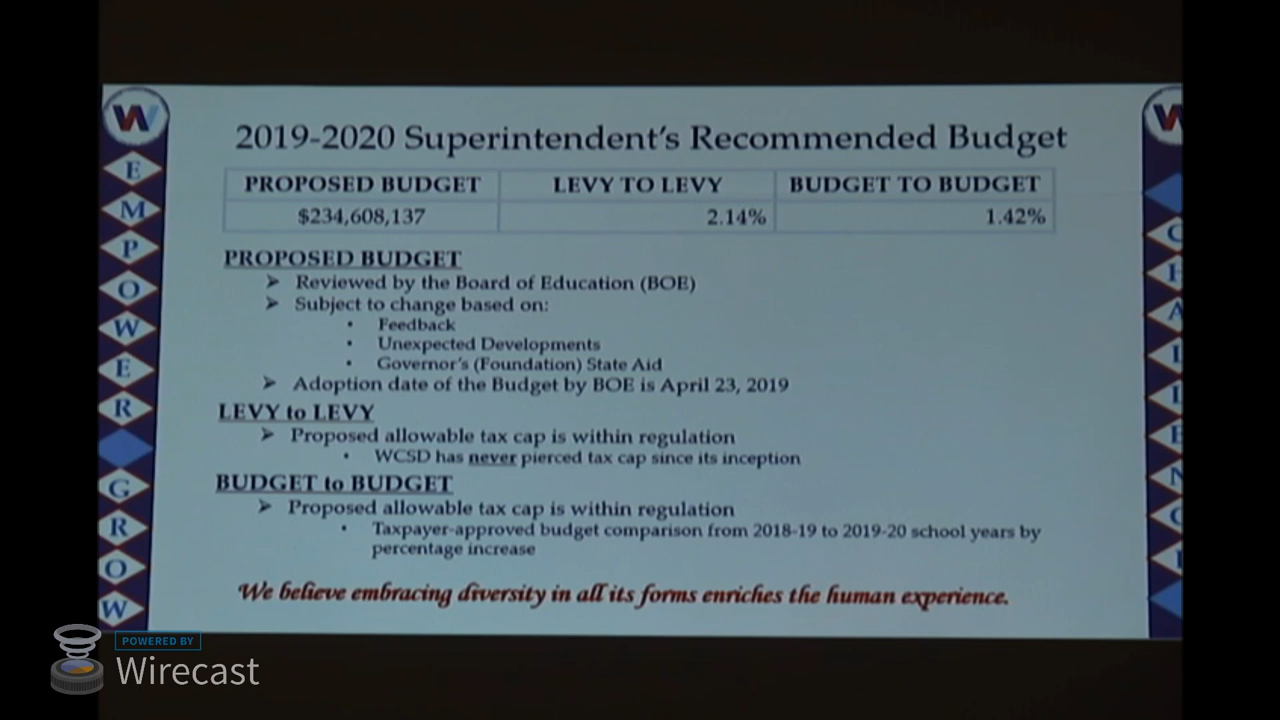 2019-2020 Superintendent's Recommended Budget
PROPOSED BUDGET LEVY TO LEVY BUDGET TO BUDGET
$234,608,137 2.14% 1.42%
PROPOSED BUDGET
➢ Reviewed by the Board of Education (BOE)
➢ Subject to change based on:
• Feedback
• Unexpected Developments
• Governor's (Foundation) State Aid
➢ Adoption date of the Budget by BOE is April 23, 2019
LEVY to LEVY
➢ Proposed allowable tax cap is within regulation
• WCSD has never pierced tax cap since its inception
BUDGET to BUDGET
➢ Proposed allowable tax cap is within regulation
• Taxpayer-approved budget comparison from 2018-19 to 2019-20 school years by
percentage increase
We believe embracing diversity in all its forms enriches the human experience.
W
E
M
P
O
W
E
R
G
R
O
W
W
C
H
A
L
L
E
N
G
E
POWERED BY
Wirecast